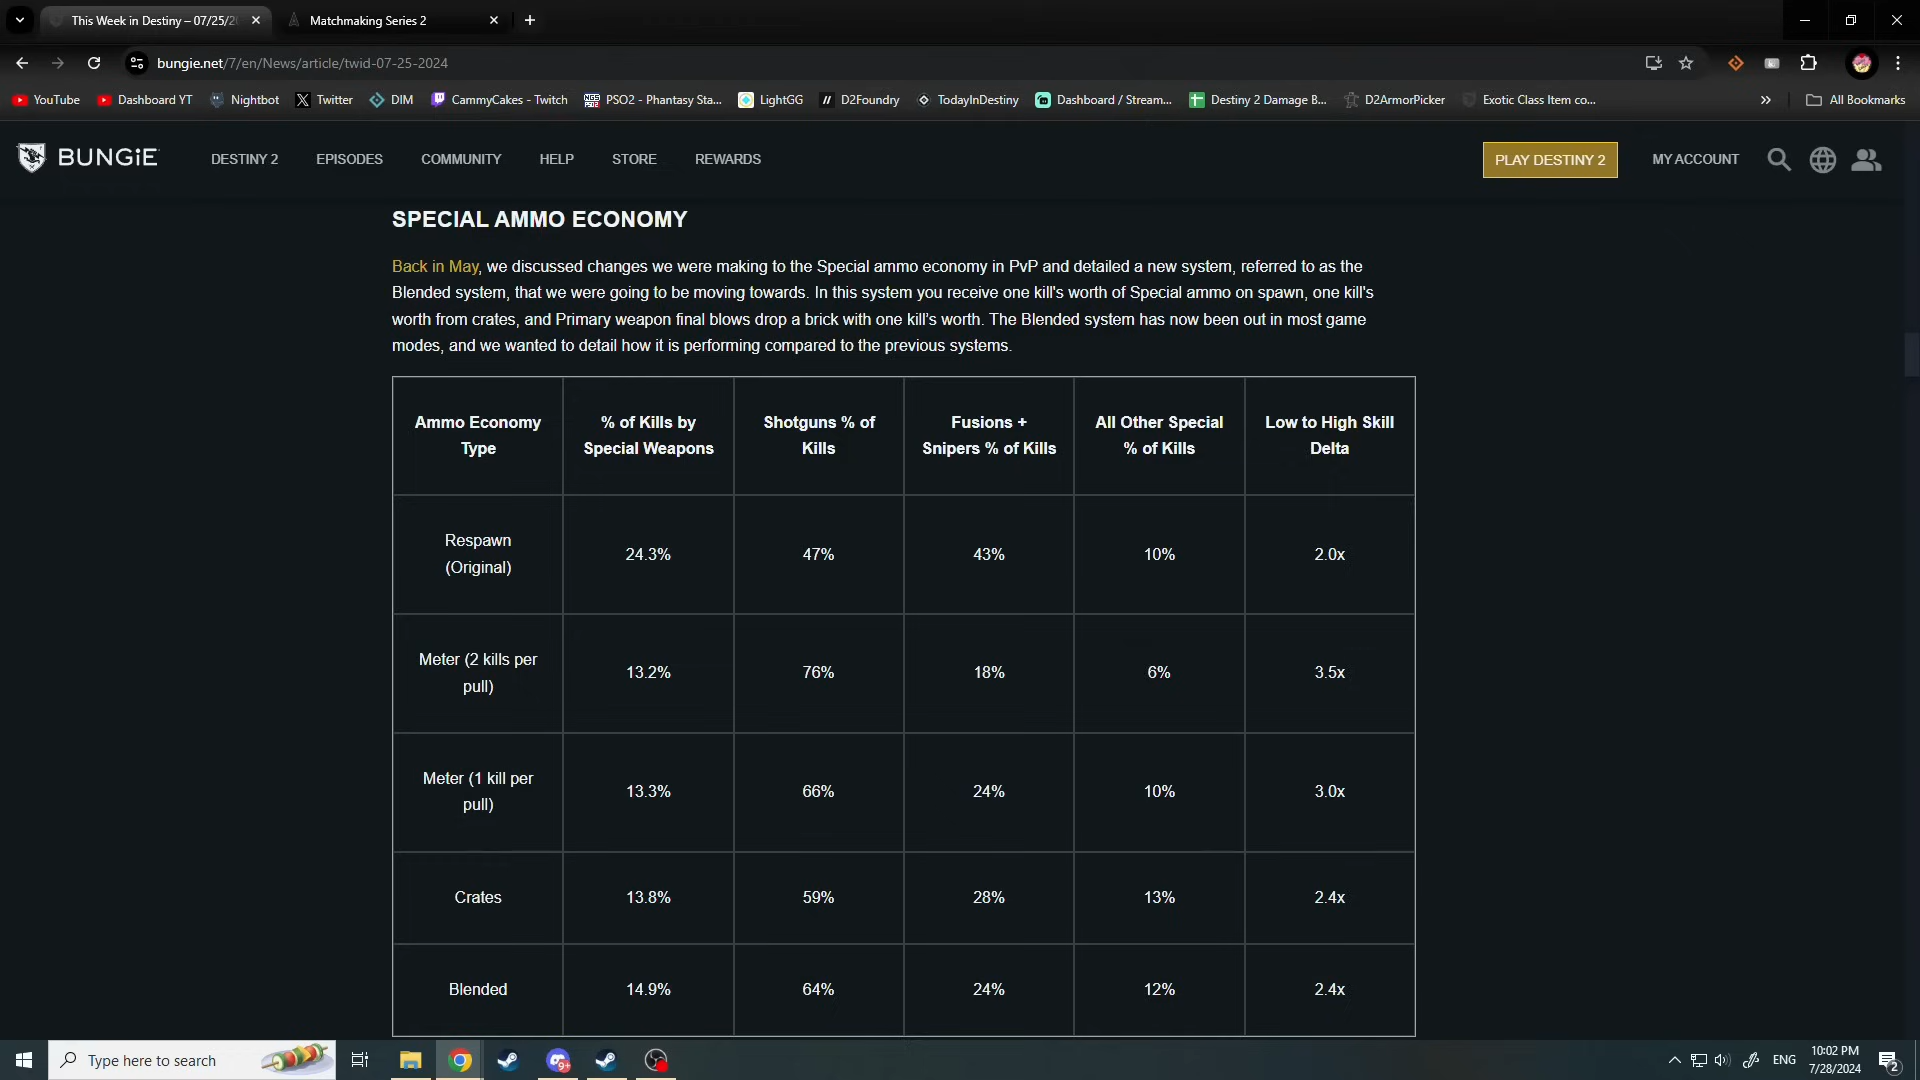 This Week in Destiny – 07/25/20
Matchmaking Series 2
bungie.net/7/en/News/article/twid-07-25-2024
YouTube
Dashboard YT
Nightbot
Twitter
DIM
CammyCakes - Twitch
PSO2 - Phantasy Sta...
LightGG
D2Foundry
TodayInDestiny
Dashboard / Stream...
Destiny 2 Damage B...
D2ArmorPicker
Exotic Class Item co...
All Bookmarks
BUNGiE
DESTINY 2
EPISODES
COMMUNITY
HELP
STORE
REWARDS
PLAY DESTINY 2
MY ACCOUNT
SPECIAL AMMO ECONOMY
Back in May, we discussed changes we were making to the Special ammo economy in PvP and detailed a new system, referred to as the
Blended system, that we were going to be moving towards. In this system you receive one kill's worth of Special ammo on spawn, one kill's
worth from crates, and Primary weapon final blows drop a brick with one kill’s worth. The Blended system has now been out in most game
modes, and we wanted to detail how it is performing compared to the previous systems.
Ammo Economy
Type
% of Kills by
Special Weapons
Shotguns % of
Kills
Fusions +
Snipers % of Kills
All Other Special
% of Kills
Low to High Skill
Delta
Respawn
(Original)
24.3%
47%
43%
10%
2.0x
Meter (2 kills per
pull)
13.2%
76%
18%
6%
3.5x
Meter (1 kill per
pull)
13.3%
66%
24%
10%
3.0x
Crates
13.8%
59%
28%
13%
2.4x
Blended
14.9%
64%
24%
12%
2.4x
Type here to search
9+
ENG
10:02 PM
7/28/2024
2